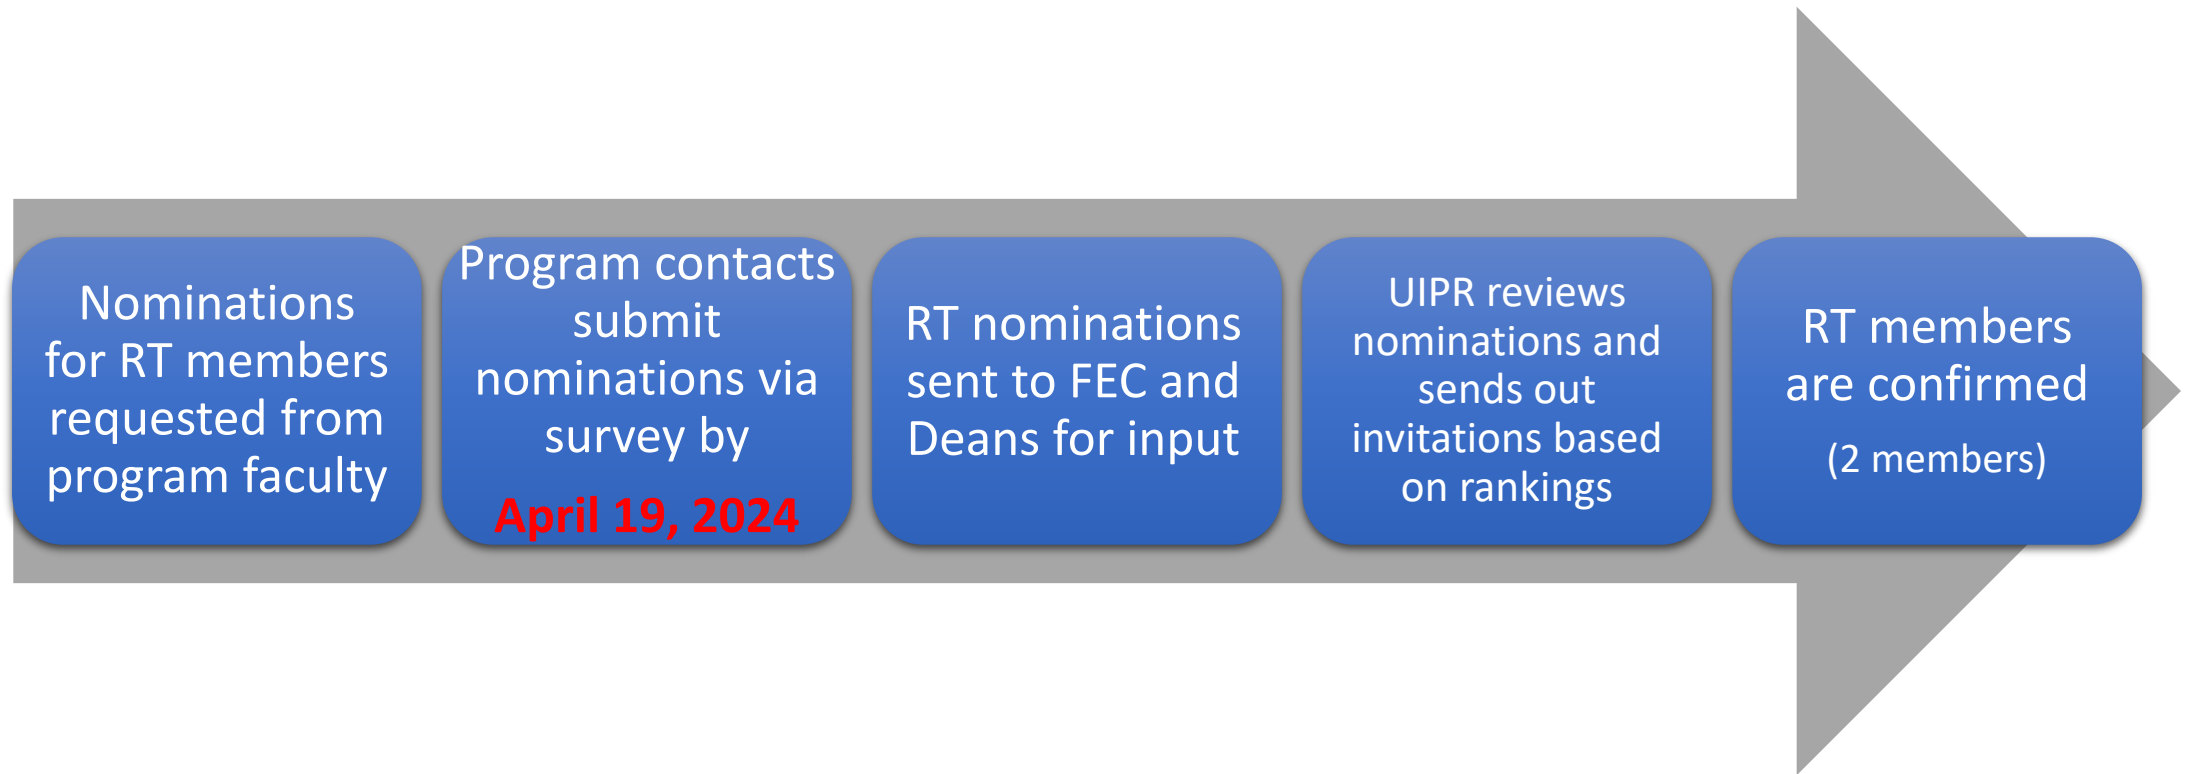 Nominations
for RT members
requested from
program faculty
Program contacts
submit
nominations via
survey by
April 19, 2024
RT nominations
sent to FEC and
Deans for input
UIPR reviews
nominations and
sends out
invitations based
on rankings
RT members
are confirmed
(2 members)